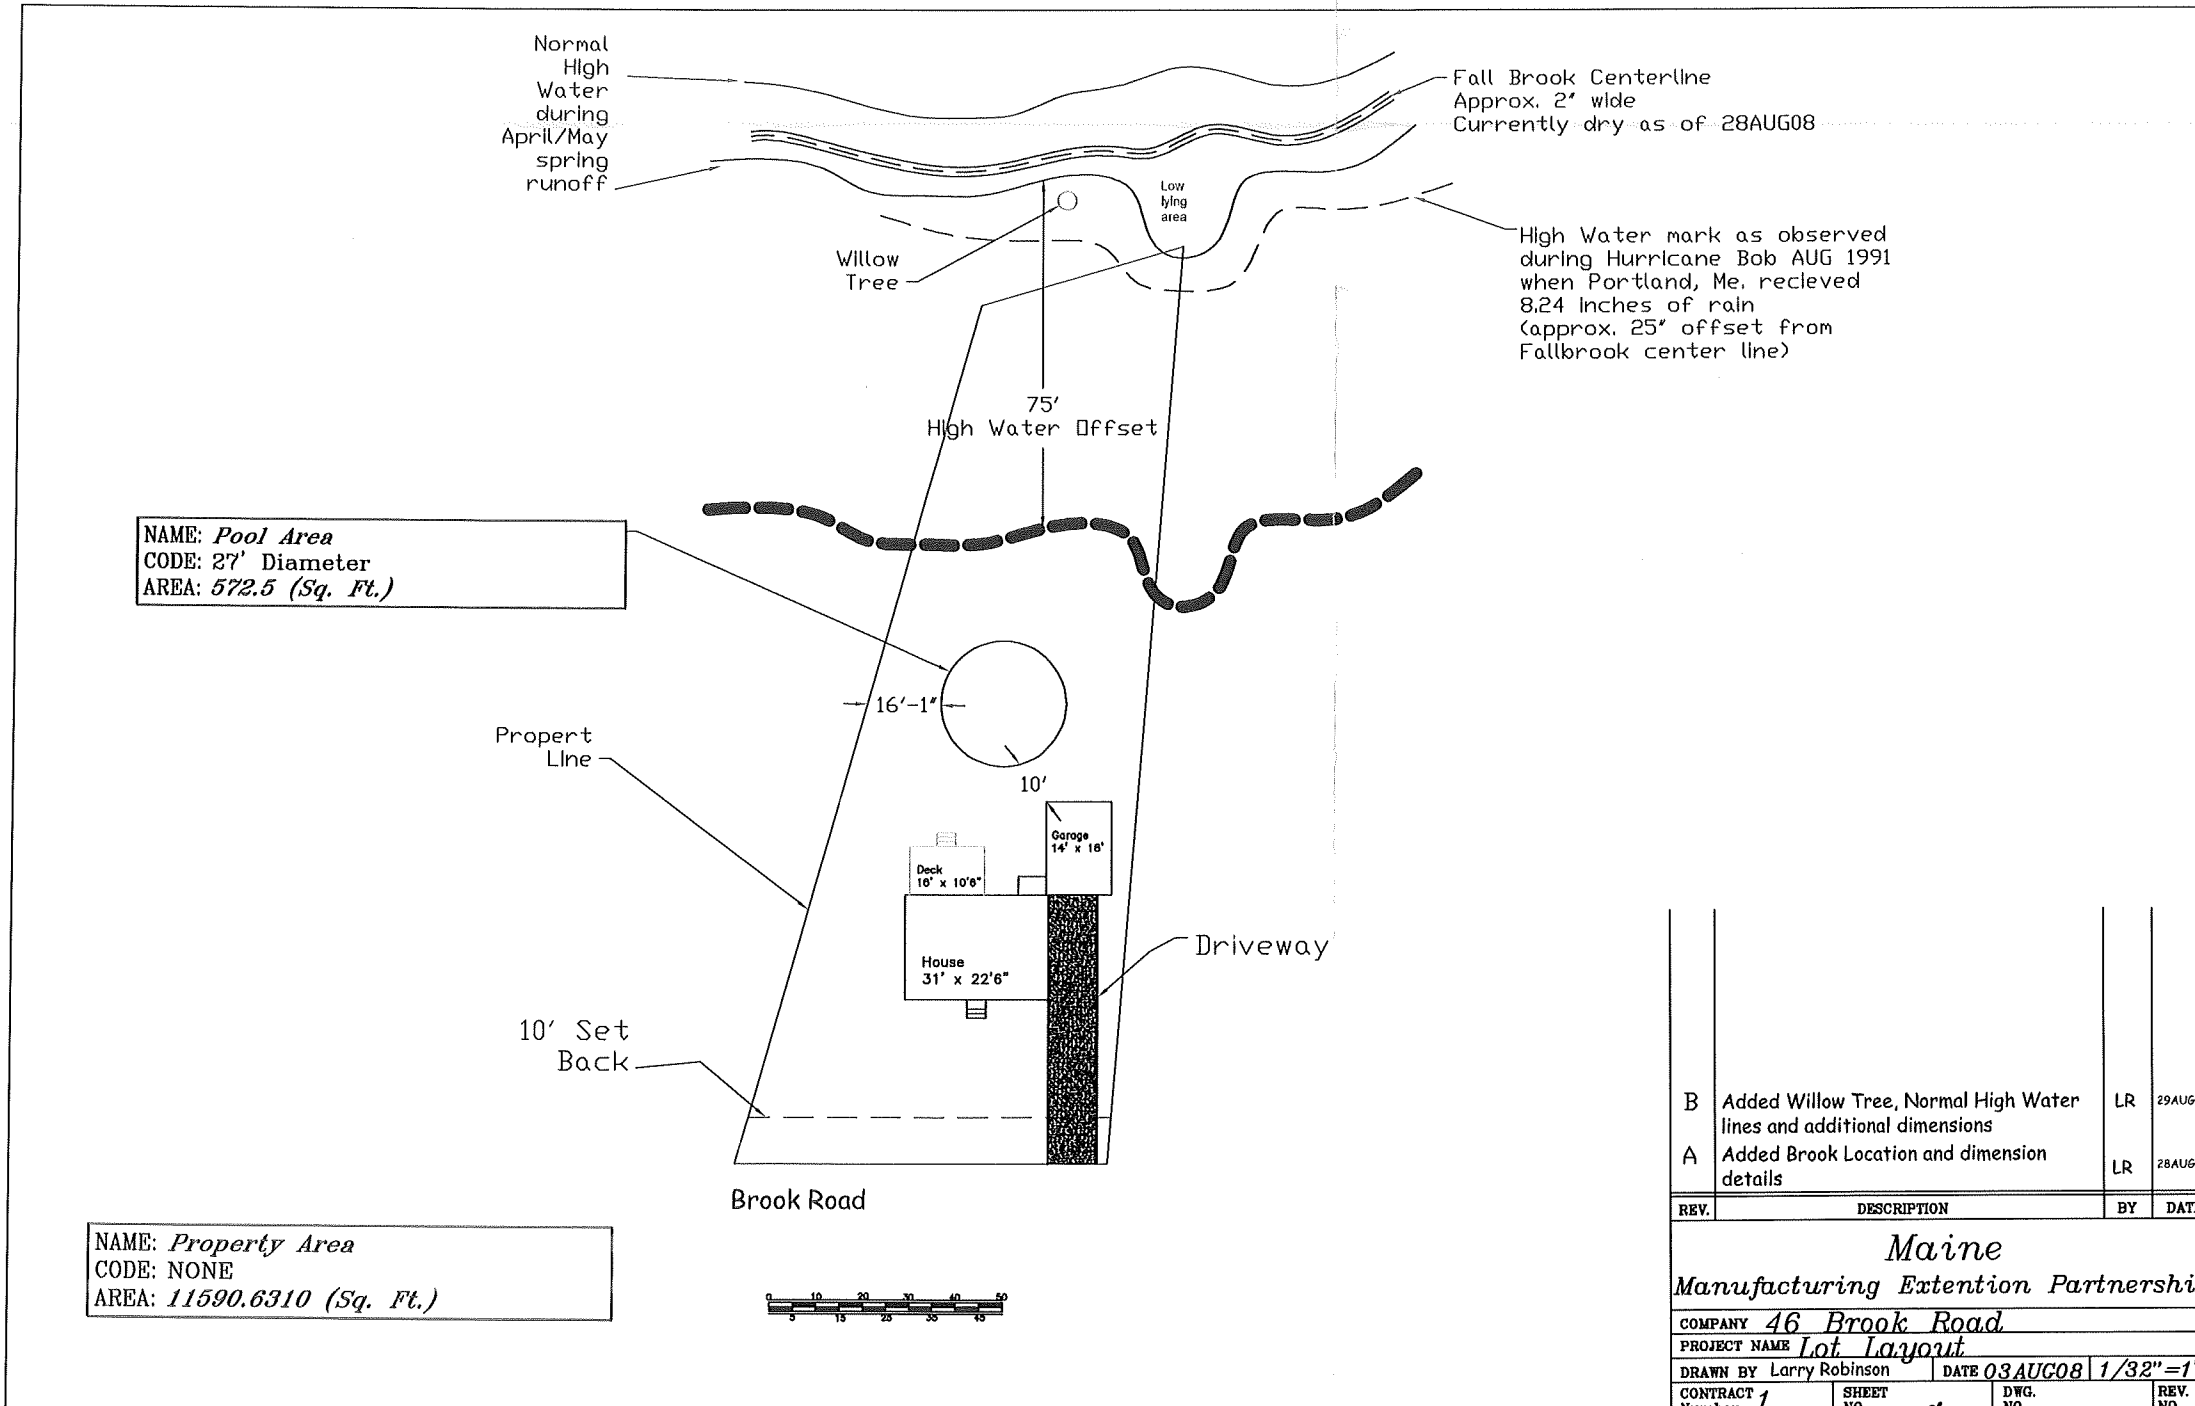 Normal
High
Water
during
April/May
spring
runoff
Fall Brook Centerline
Approx. 2" wide
Currently dry as of 28AUG08
Low
lying
area
Willow
Tree
High Water mark as observed
during Hurricane Bob AUG 1991
when Portland, Me. recieved
8.24 inches of rain
(approx. 25" offset from
Fallbrook center line)
75'
High Water Offset
NAME: Pool Area
CODE: 27' Diameter
AREA: 572.5 (Sq. Ft.)
16'-1"
Propert
Line
10'
Garage
14' x 18'
Deck
16' x 10'6"
House
31' x 22'6"
Driveway
10' Set
Back
Brook Road
NAME: Property Area
CODE: NONE
AREA: 11590.6310 (Sq. Ft.)
0 10 20 30 40 50
5 15 25 35 45
B Added Willow Tree, Normal High Water LR 29AUG
lines and additional dimensions
A Added Brook Location and dimension LR 28AUG
details
REV. DESCRIPTION BY DAT
Maine
Manufacturing Extention Partnershi
COMPANY 46 Brook Road
PROJECT NAME Lot Layout
DRAWN BY Larry Robinson DATE 03AUG08 1/32"=1'
CONTRACT 1 SHEET DWG. REV.